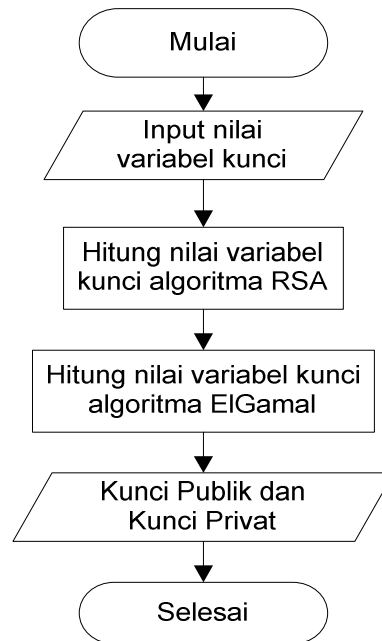 Mulai
Input nilai
variabel kunci
Hitung nilai variabel
kunci algoritma RSA
Hitung nilai variabel kunci
algoritma ElGamal
Kunci Publik dan
Kunci Privat
Selesai